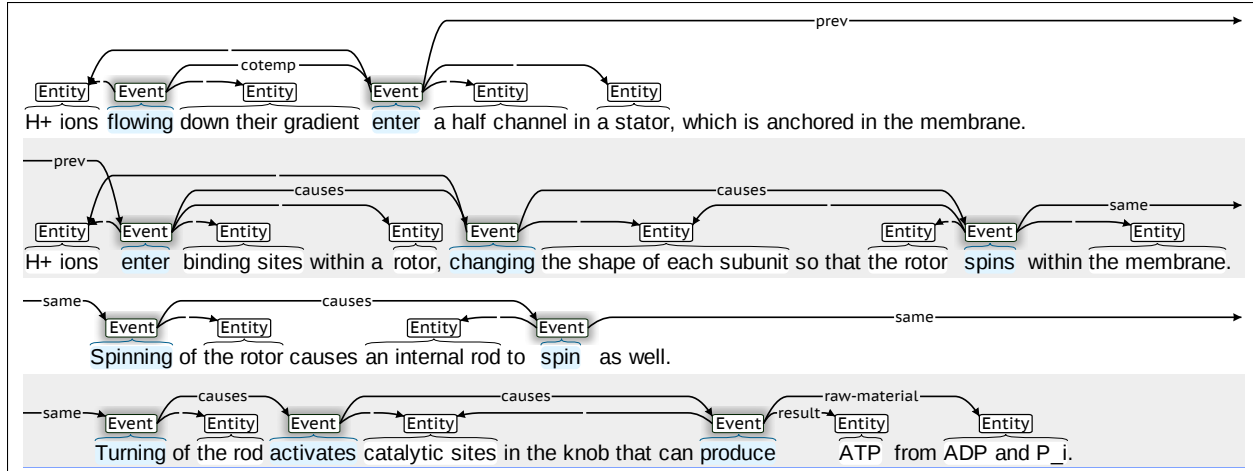 prev
cotemp
Entity Event Entity Event Entity Entity
H+ ions flowing down their gradient enter a half channel in a stator, which is anchored in the membrane.
prev
causes causes
same
Entity Event Entity Entity Event Entity Entity Event Entity
H+ ions enter binding sites within a rotor, changing the shape of each subunit so that the rotor spins within the membrane.
same causes same
Event Entity Entity Event
Spinning of the rotor causes an internal rod to spin as well.
same causes causes raw-material
result
Event Entity Event Entity Event Entity Entity
Turning of the rod activates catalytic sites in the knob that can produce ATP from ADP and P_i.